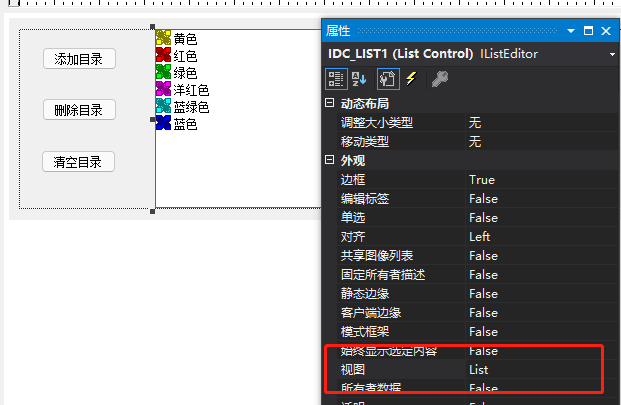 添加目录
删除目录
清空目录
黄色
红色
绿色
洋红色
蓝绿色
蓝色
属性
IDC_LIST1 (List Control) IListEditor
动态布局
调整大小类型 无
移动类型 无
外观
边框 True
编辑标签 False
单选 False
对齐 Left
共享图像列表 False
固定所有者描述 False
静态边缘 False
客户端边缘 False
模式框架 False
始终显示选定内容 False
视图 List
所有者数据 False